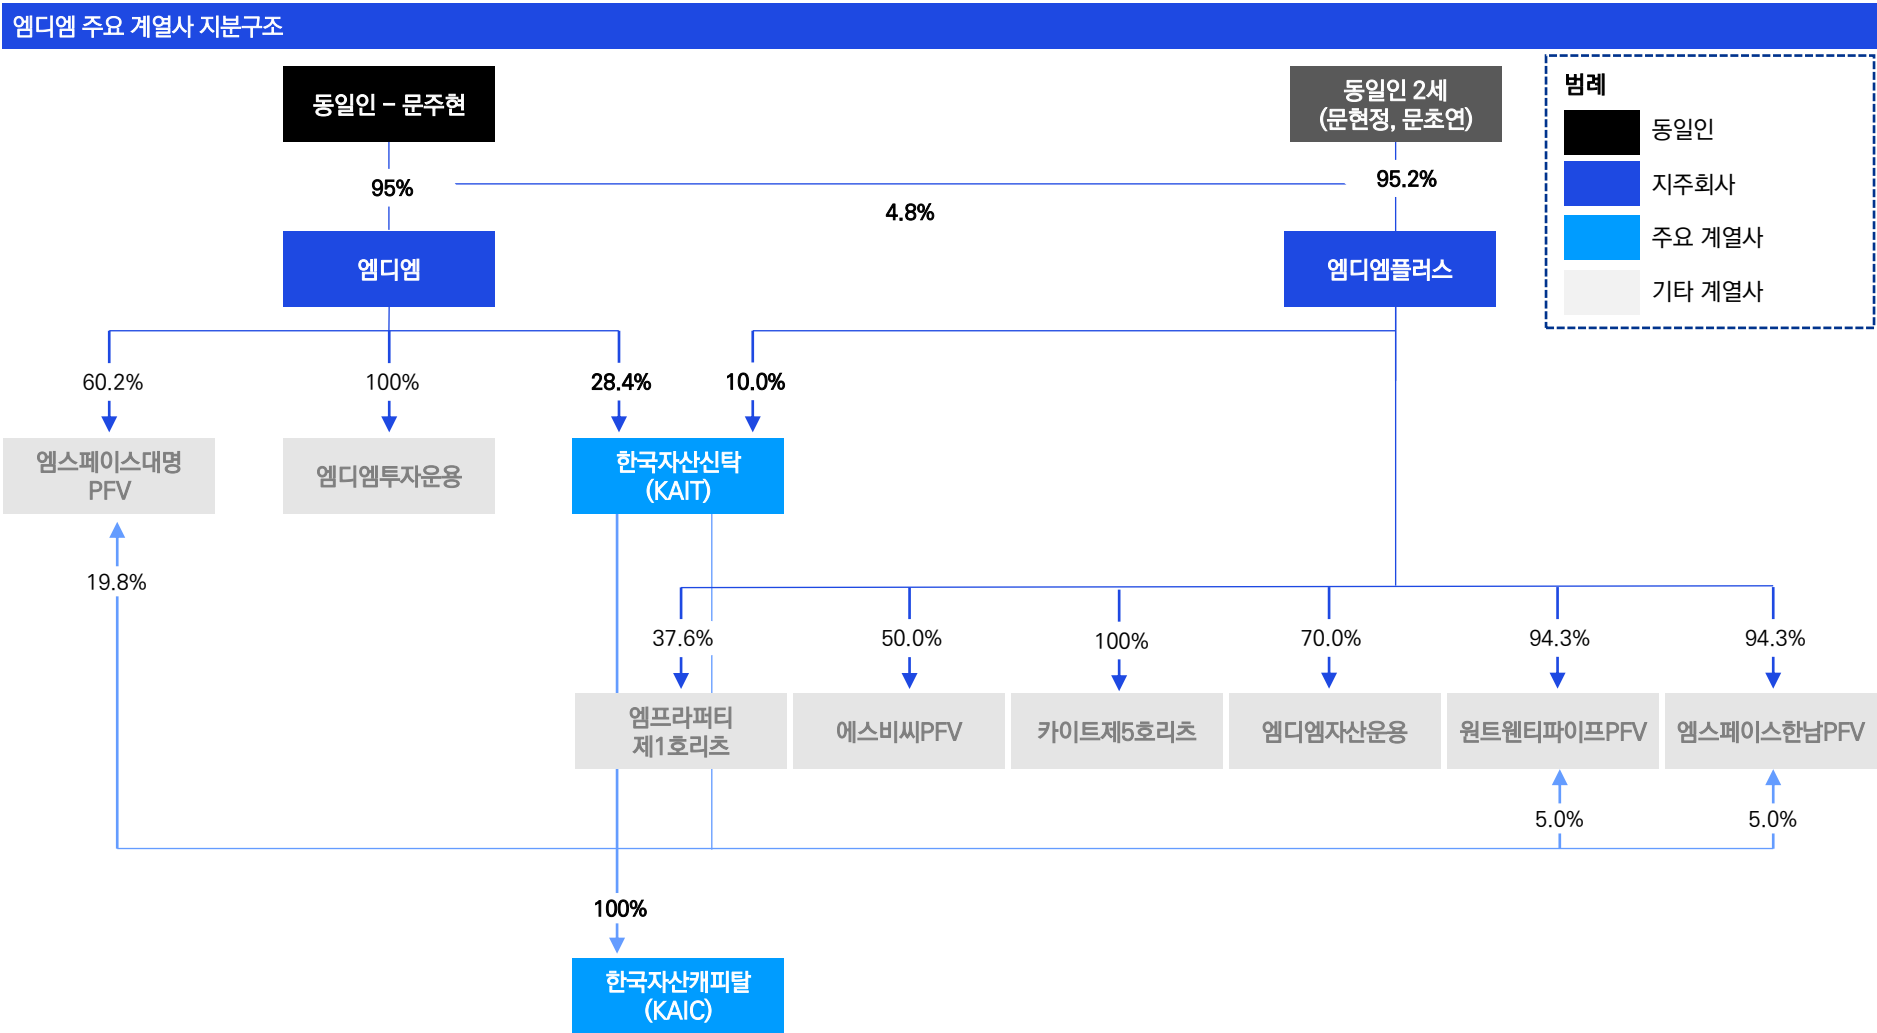 엠디엠 주요 계열사 지분구조
동일인 – 문주현
동일인 2세
(문현정, 문초연)
범례
동일인
지주회사
주요 계열사
기타 계열사
95%
4.8%
95.2%
엠디엠
엠디엠플러스
60.2%
100%
28.4%
10.0%
엠스페이스대명
PFV
엠디엠투자운용
한국자산신탁
(KAIT)
19.8%
37.6%
50.0%
100%
70.0%
94.3%
94.3%
엠프라퍼티
제1호리츠
에스비씨PFV
카이트제5호리츠
엠디엠자산운용
원트웬티파이프PFV
엠스페이스한남PFV
5.0%
5.0%
100%
한국자산캐피탈
(KAIC)